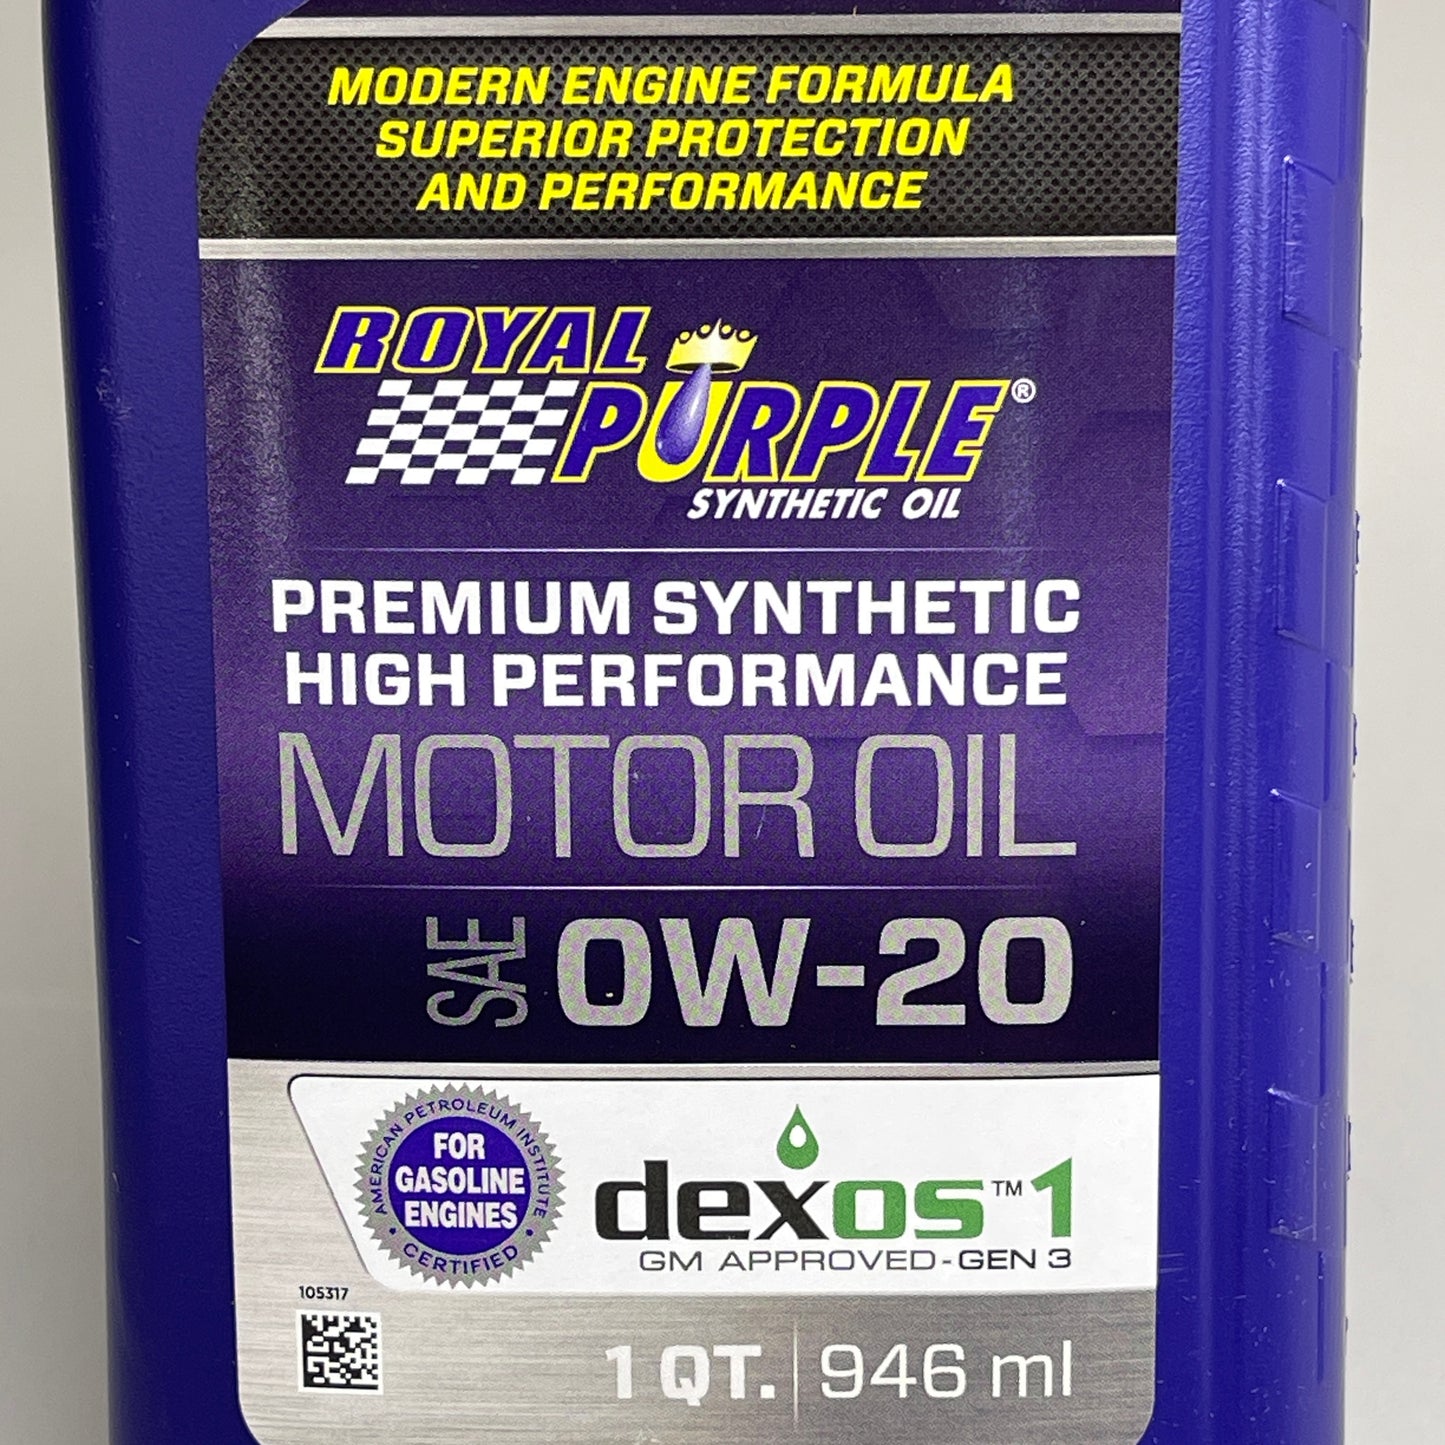 MODERN ENGINE FORMULA
SUPERIOR PROTECTION
AND PERFORMANCE
ROYAL
PURPLE®
SYNTHETIC OIL
PREMIUM SYNTHETIC
HIGH PERFORMANCE
MOTOR OIL
SAE 0W-20
AMERICAN PETROLEUM INSTITUTE
FOR
GASOLINE
ENGINES
• CERTIFIED •
dexos™1
GM APPROVED-GEN 3
105317
1 QT. | 946 ml